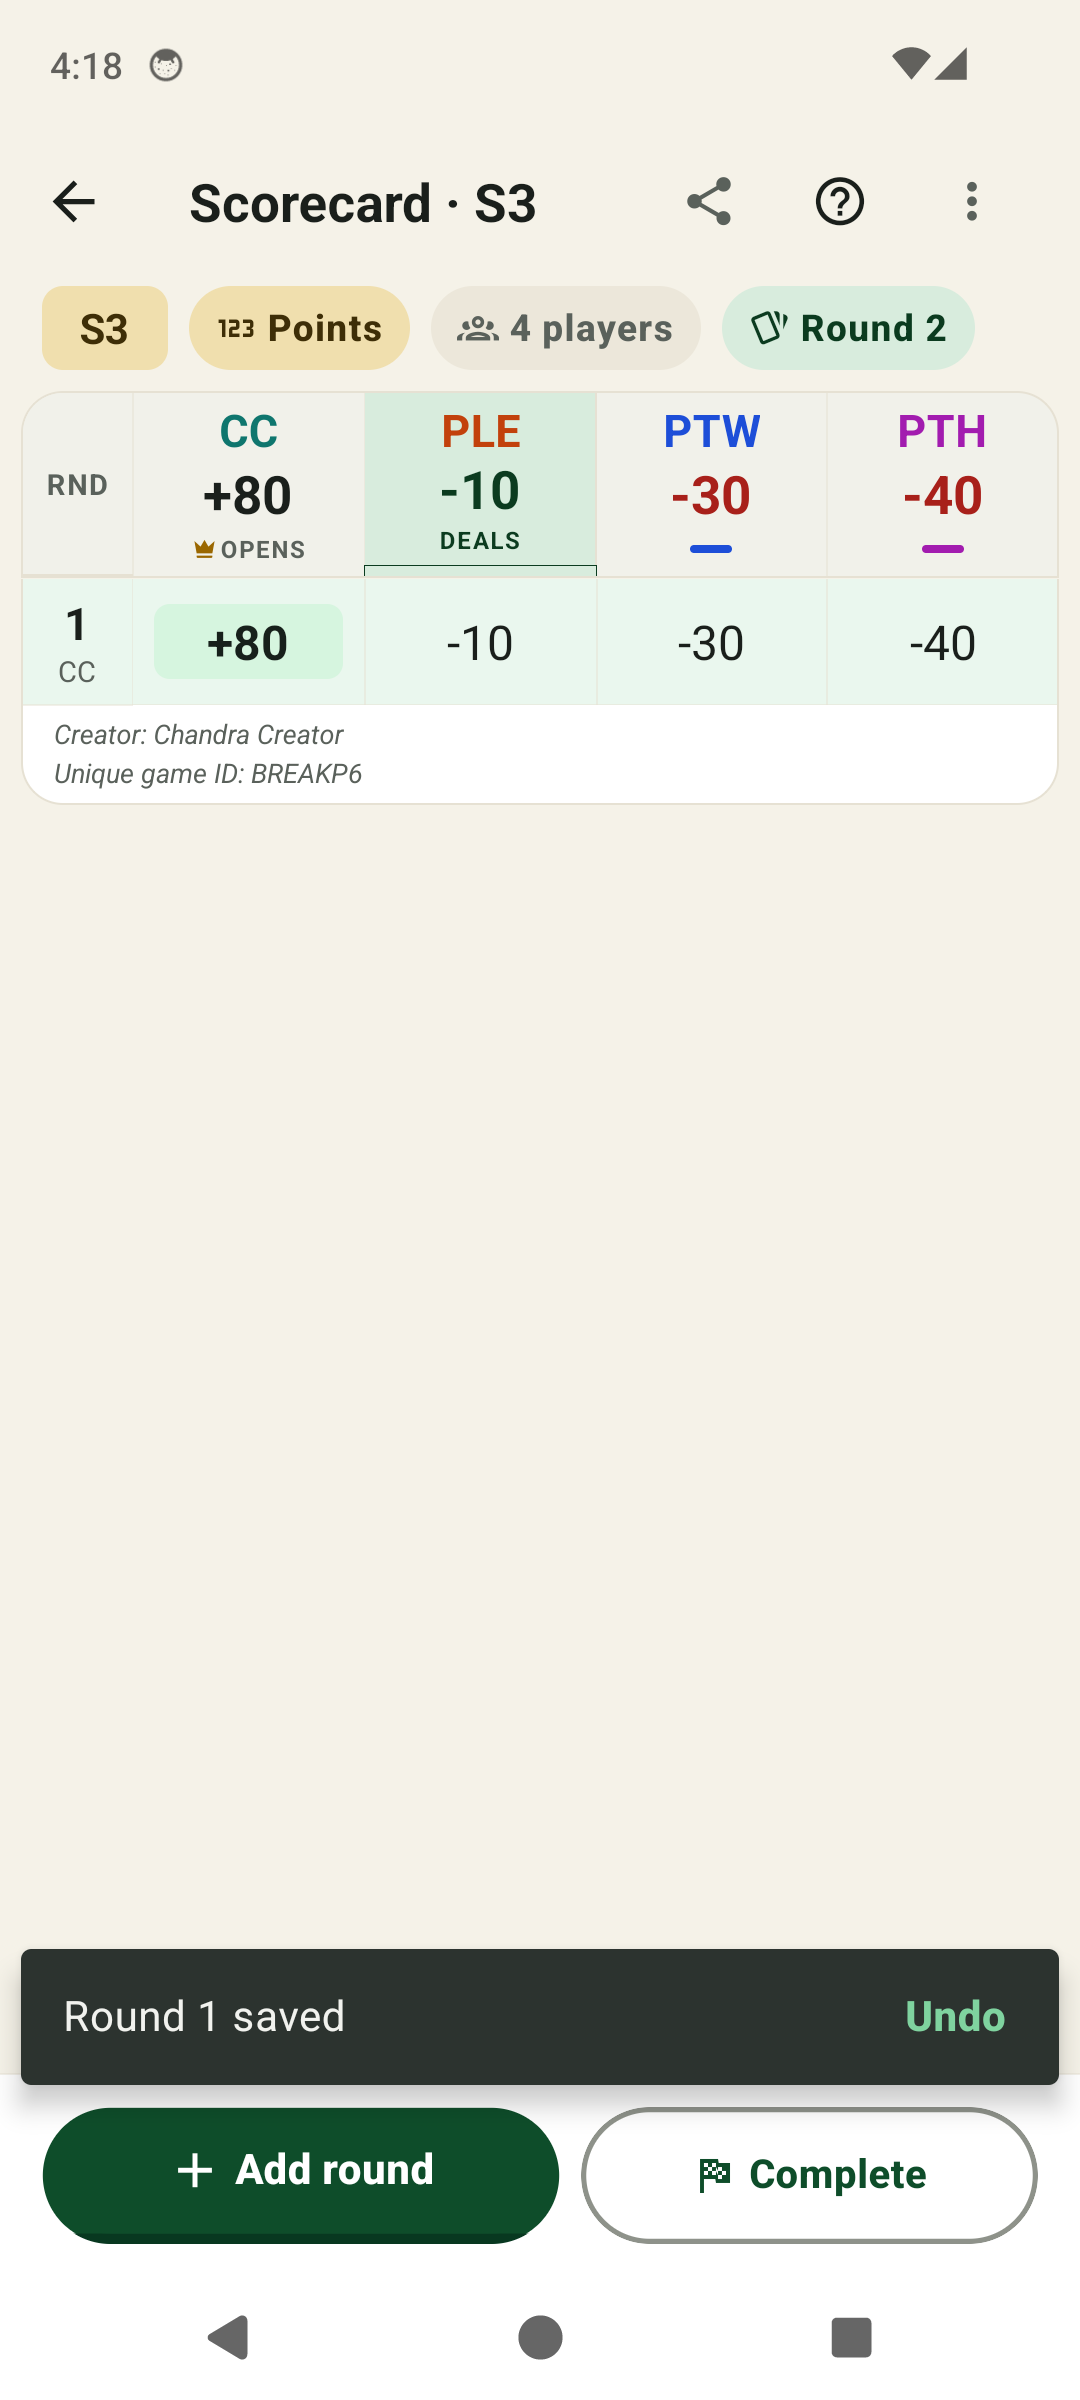 4:18
Scorecard · S3
S3
123 Points
4 players
Round 2
RND
CC
+80
OPENS
PLE
-10
DEALS
PTW
-30
PTH
-40
1
CC
+80
-10
-30
-40
Creator: Chandra Creator
Unique game ID: BREAKP6
Round 1 saved
Undo
+ Add round
Complete